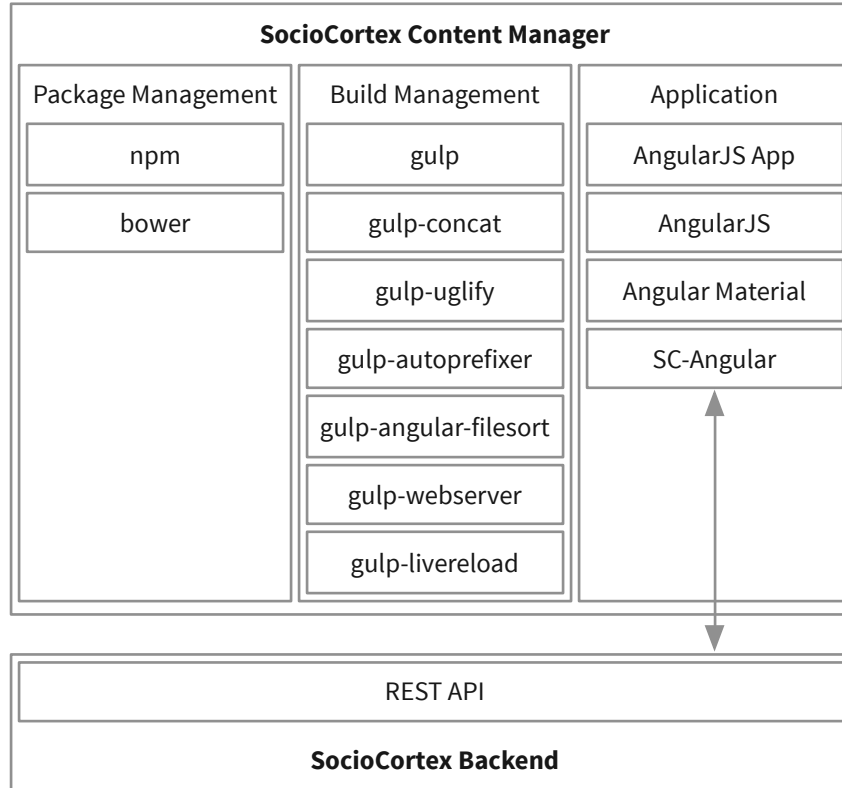 SocioCortex Content Manager
Package Management
npm
bower
Build Management
gulp
gulp-concat
gulp-uglify
gulp-autoprefixer
gulp-angular-filesort
gulp-webserver
gulp-livereload
Application
AngularJS App
AngularJS
Angular Material
SC-Angular
REST API
SocioCortex Backend